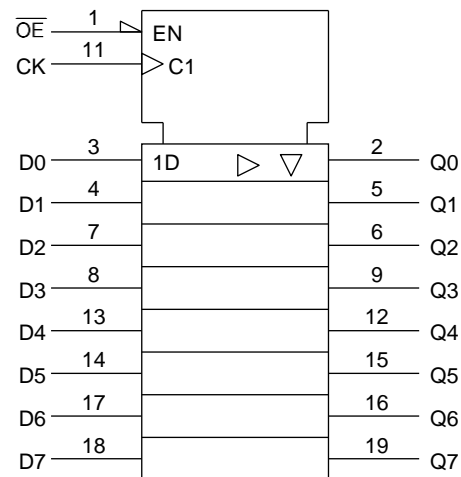 O̅E̅ 1 EN
CK 11 C1
D0 3 1D 2 Q0
D1 4 5 Q1
D2 7 6 Q2
D3 8 9 Q3
D4 13 12 Q4
D5 14 15 Q5
D6 17 16 Q6
D7 18 19 Q7